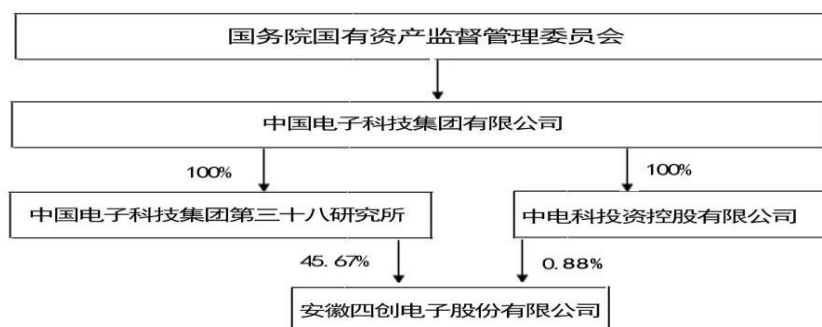 国务院国有资产监督管理委员会
中国电子科技集团有限公司
100% 100%
中国电子科技集团第三十八研究所 中电科投资控股有限公司
45.67% 0.88%
安徽四创电子股份有限公司